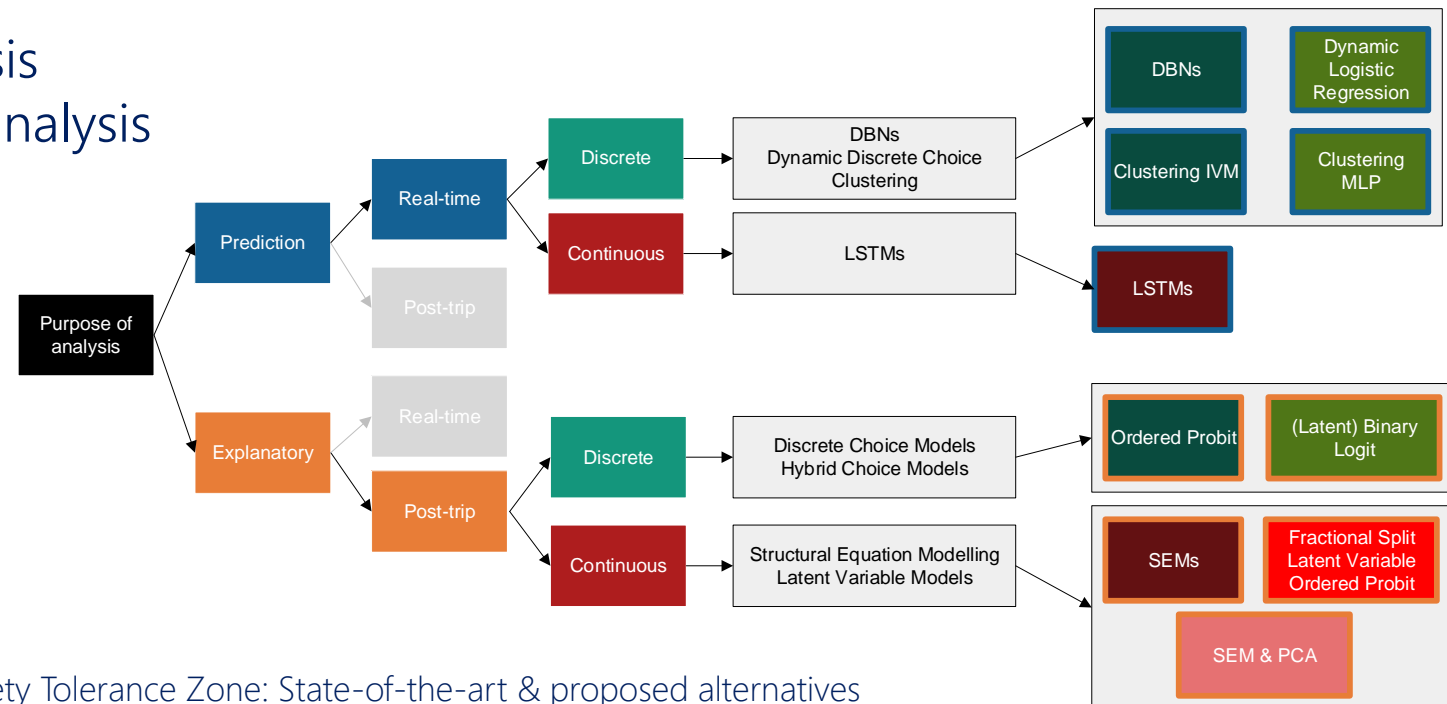 sis
nalysis
Purpose of
analysis
Prediction
Explanatory
Real-time
Post-trip
Real-time
Post-trip
Discrete
Continuous
Discrete
Continuous
DBNs
Dynamic Discrete Choice
Clustering
LSTMs
Discrete Choice Models
Hybrid Choice Models
Structural Equation Modelling
Latent Variable Models
DBNs
Dynamic
Logistic
Regression
Clustering IVM
Clustering
MLP
LSTMs
Ordered Probit
(Latent) Binary
Logit
SEMs
Fractional Split
Latent Variable
Ordered Probit
SEM & PCA
ety Tolerance Zone: State-of-the-art & proposed alternatives